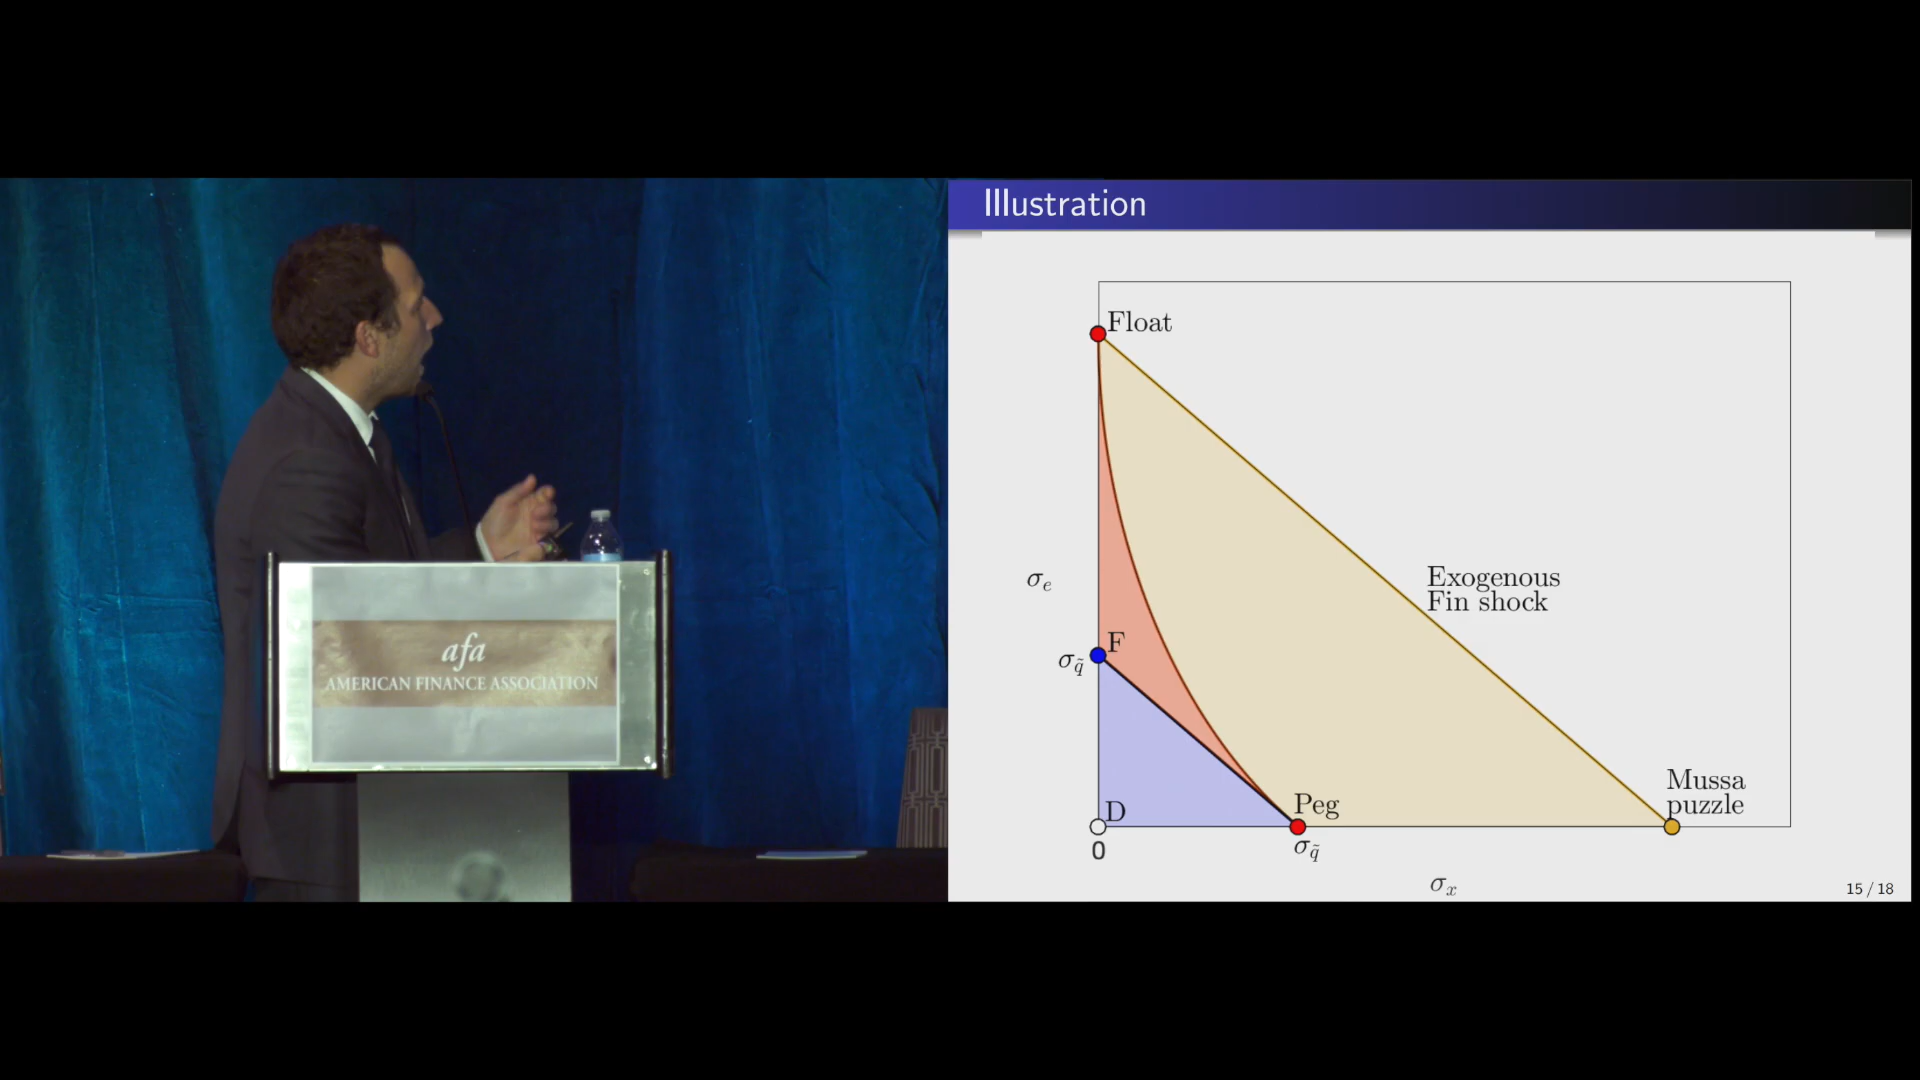 afa
AMERICAN FINANCE ASSOCIATION
Illustration
Float
Exogenous
Fin shock
σe
F
σq̃
Mussa
puzzle
D
Peg
0
σq̃
σx
15 / 18